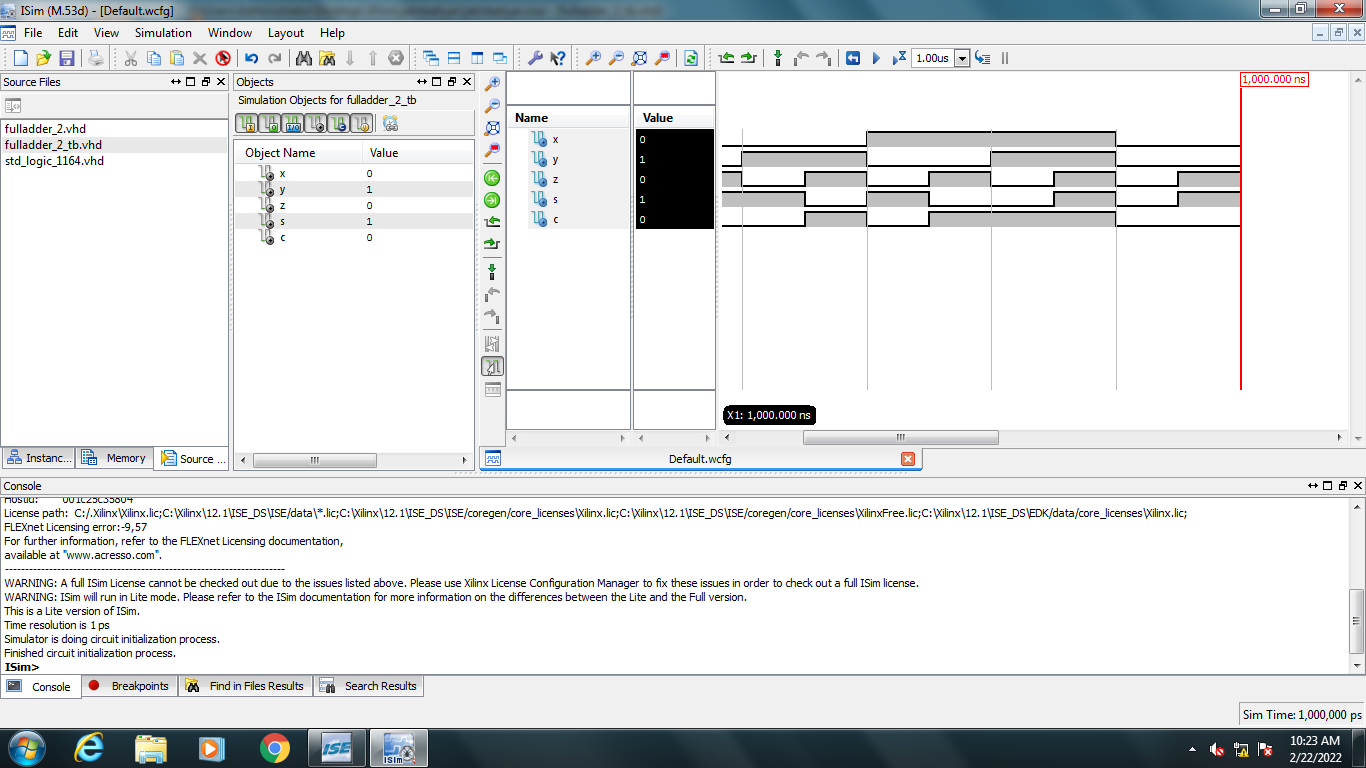 ISim (M.53d) - [Default.wcfg]
File Edit View Simulation Window Layout Help
1.00us
Source Files
fulladder_2.vhd
fulladder_2_tb.vhd
std_logic_1164.vhd
Instanc... Memory Source ...
Objects
Simulation Objects for fulladder_2_tb
Object Name Value
x 0
y 1
z 0
s 1
c 0
Name Value
x 0
y 1
z 0
s 1
c 0
1,000.000 ns
X1: 1,000.000 ns
Default.wcfg
Console
HostId: 001c25c35804
License path: C:/.Xilinx\Xilinx.lic;C:\Xilinx\12.1\ISE_DS\ISE/data\*.lic;C:\Xilinx\12.1\ISE_DS\ISE/coregen/core_licenses\Xilinx.lic;C:\Xilinx\12.1\ISE_DS\ISE/coregen/core_licenses\XilinxFree.lic;C:\Xilinx\12.1\ISE_DS\EDK/data/core_licenses\Xilinx.lic;
FLEXnet Licensing error:-9,57
For further information, refer to the FLEXnet Licensing documentation,
available at "www.acresso.com".
----------------------------------------------------------------------
WARNING: A full ISim License cannot be checked out due to the issues listed above. Please use Xilinx License Configuration Manager to fix these issues in order to check out a full ISim license.
WARNING: ISim will run in Lite mode. Please refer to the ISim documentation for more information on the differences between the Lite and the Full version.
This is a Lite version of ISim.
Time resolution is 1 ps
Simulator is doing circuit initialization process.
Finished circuit initialization process.
ISim>
Console Breakpoints Find in Files Results Search Results
Sim Time: 1,000,000 ps
ISE ISim
10:23 AM
2/22/2022